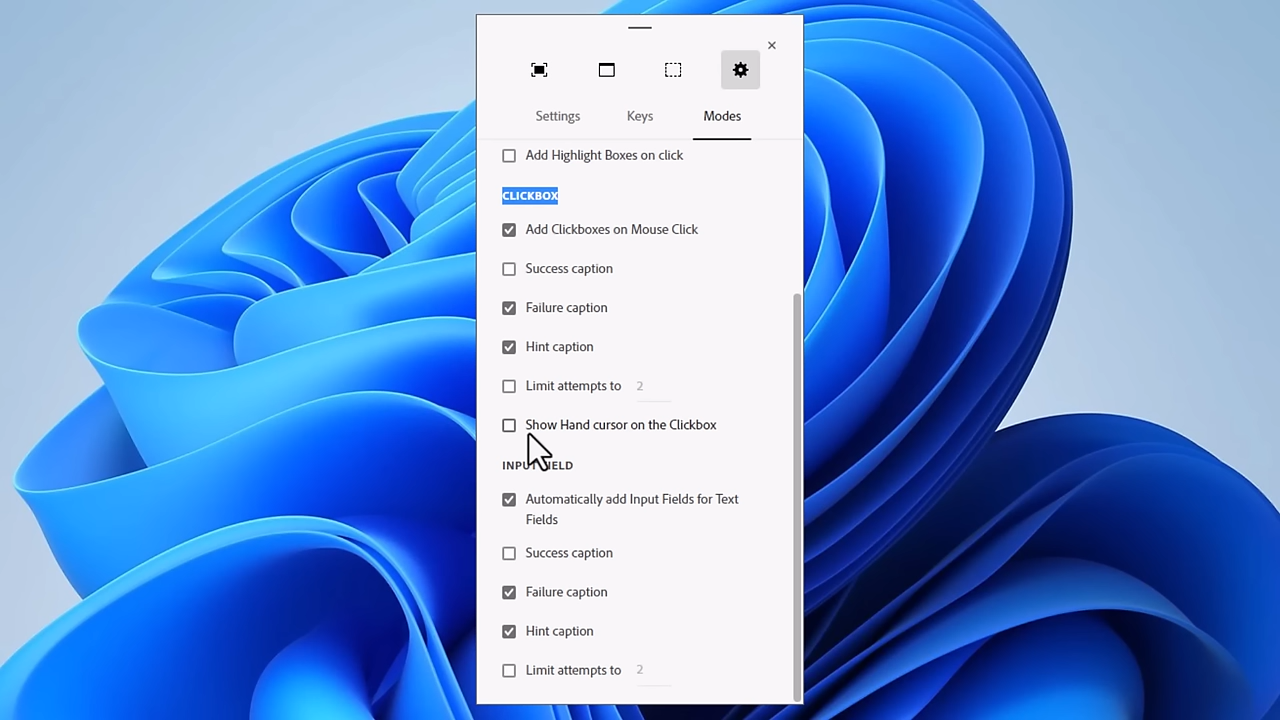 Settings Keys Modes
Add Highlight Boxes on click
CLICKBOX
Add Clickboxes on Mouse Click
Success caption
Failure caption
Hint caption
Limit attempts to 2
Show Hand cursor on the Clickbox
INPUT FIELD
Automatically add Input Fields for Text
Fields
Success caption
Failure caption
Hint caption
Limit attempts to 2